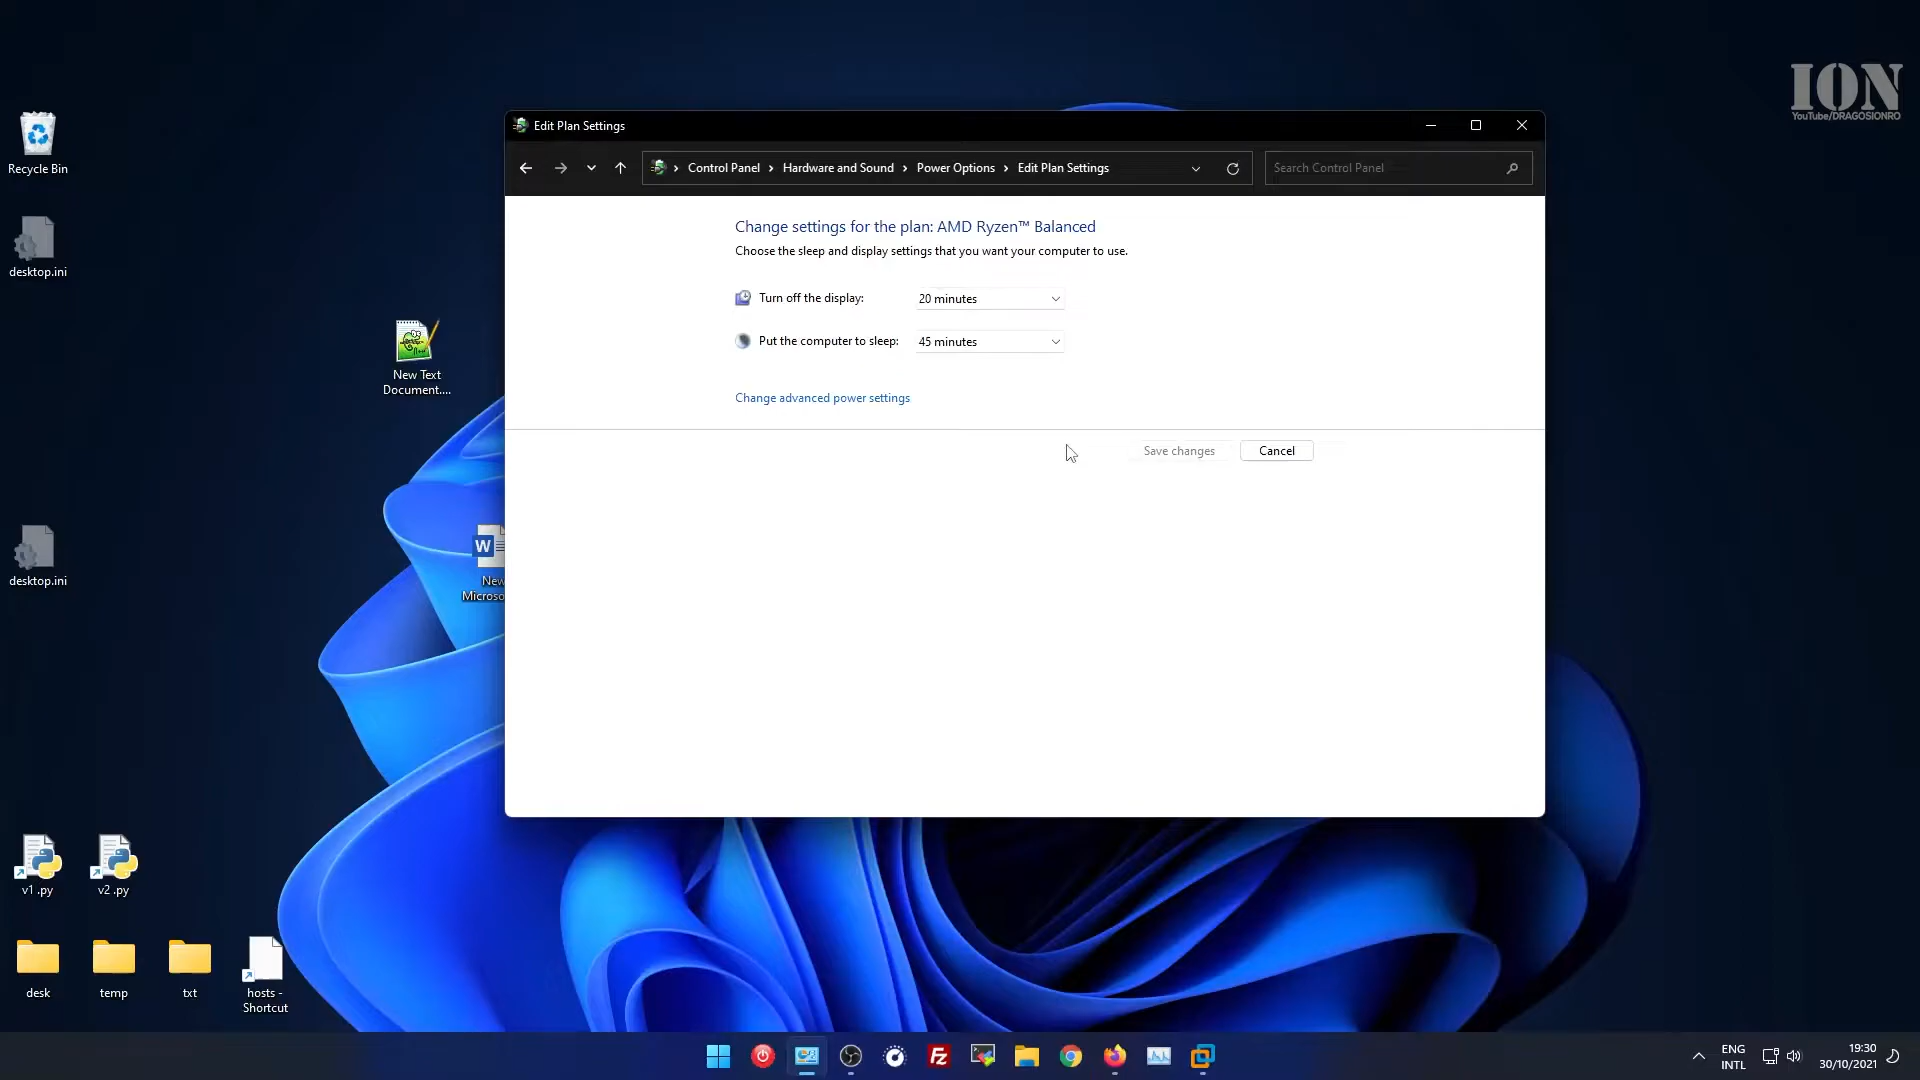 ION
YouTube/DRAGOSIONRO
Recycle Bin
desktop.ini
New Text
Document....
New
Microso
desktop.ini
v1 .py
v2 .py
desk
temp
txt
hosts -
Shortcut
Edit Plan Settings
Control Panel > Hardware and Sound > Power Options > Edit Plan Settings
Search Control Panel
Change settings for the plan: AMD Ryzen™ Balanced
Choose the sleep and display settings that you want your computer to use.
Turn off the display: 20 minutes
Put the computer to sleep: 45 minutes
Change advanced power settings
Save changes
Cancel
W
FZ
ENG
INTL
19:30
30/10/2021